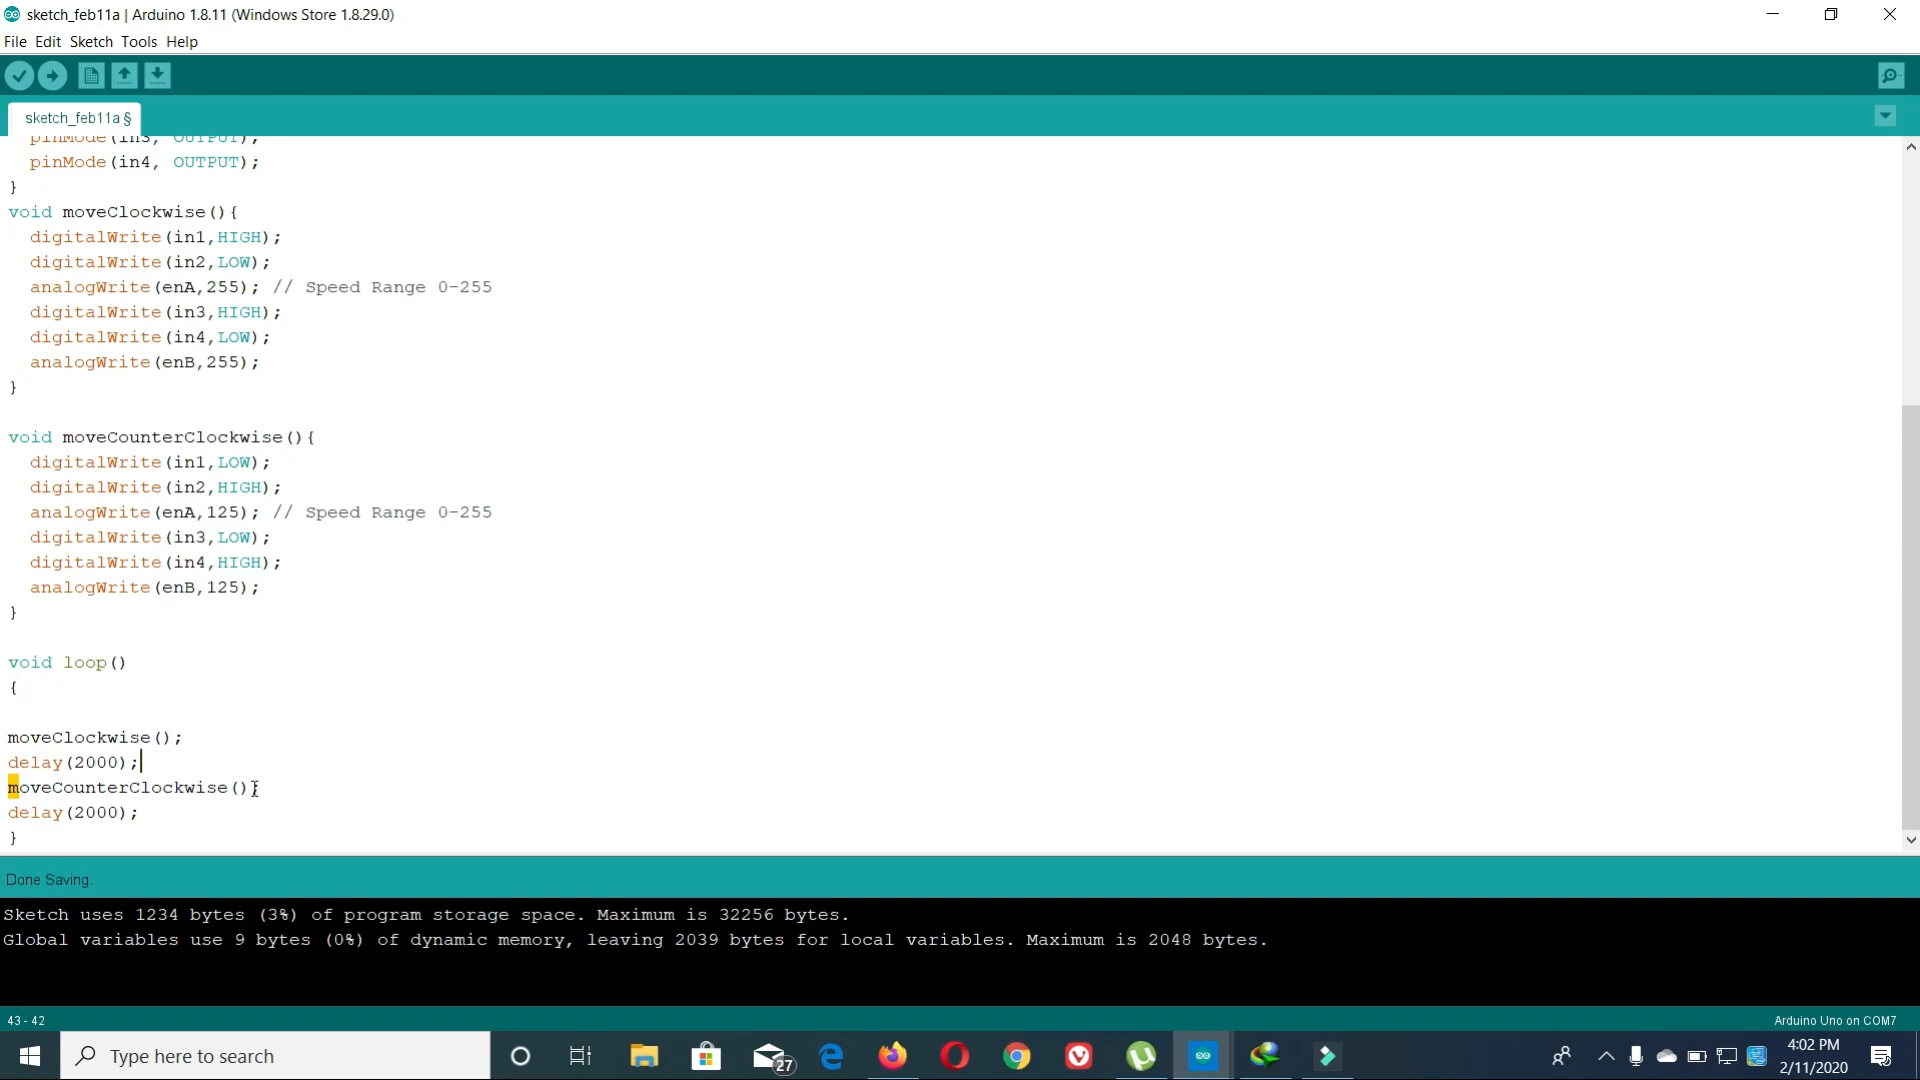 sketch_feb11a | Arduino 1.8.11 (Windows Store 1.8.29.0)
File Edit Sketch Tools Help
sketch_feb11a §
pinMode(in3, OUTPUT);
pinMode(in4, OUTPUT);
}
void moveClockwise(){
digitalWrite(in1,HIGH);
digitalWrite(in2,LOW);
analogWrite(enA,255); // Speed Range 0-255
digitalWrite(in3,HIGH);
digitalWrite(in4,LOW);
analogWrite(enB,255);
}
void moveCounterClockwise(){
digitalWrite(in1,LOW);
digitalWrite(in2,HIGH);
analogWrite(enA,125); // Speed Range 0-255
digitalWrite(in3,LOW);
digitalWrite(in4,HIGH);
analogWrite(enB,125);
}
void loop()
{
moveClockwise();
delay(2000);
moveCounterClockwise();
delay(2000);
}
Done Saving.
Sketch uses 1234 bytes (3%) of program storage space. Maximum is 32256 bytes.
Global variables use 9 bytes (0%) of dynamic memory, leaving 2039 bytes for local variables. Maximum is 2048 bytes.
43 - 42
Arduino Uno on COM7
Type here to search
27
4:02 PM
2/11/2020